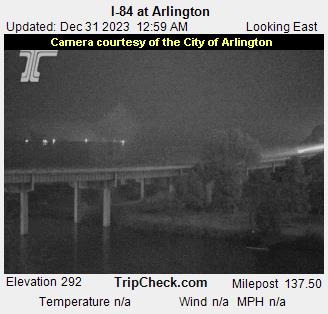 I-84 at Arlington
Updated: Dec 31 2023 12:59 AM Looking East
Camera courtesy of the City of Arlington
Elevation 292 TripCheck.com Milepost 137.50
Temperature n/a Wind n/a MPH n/a